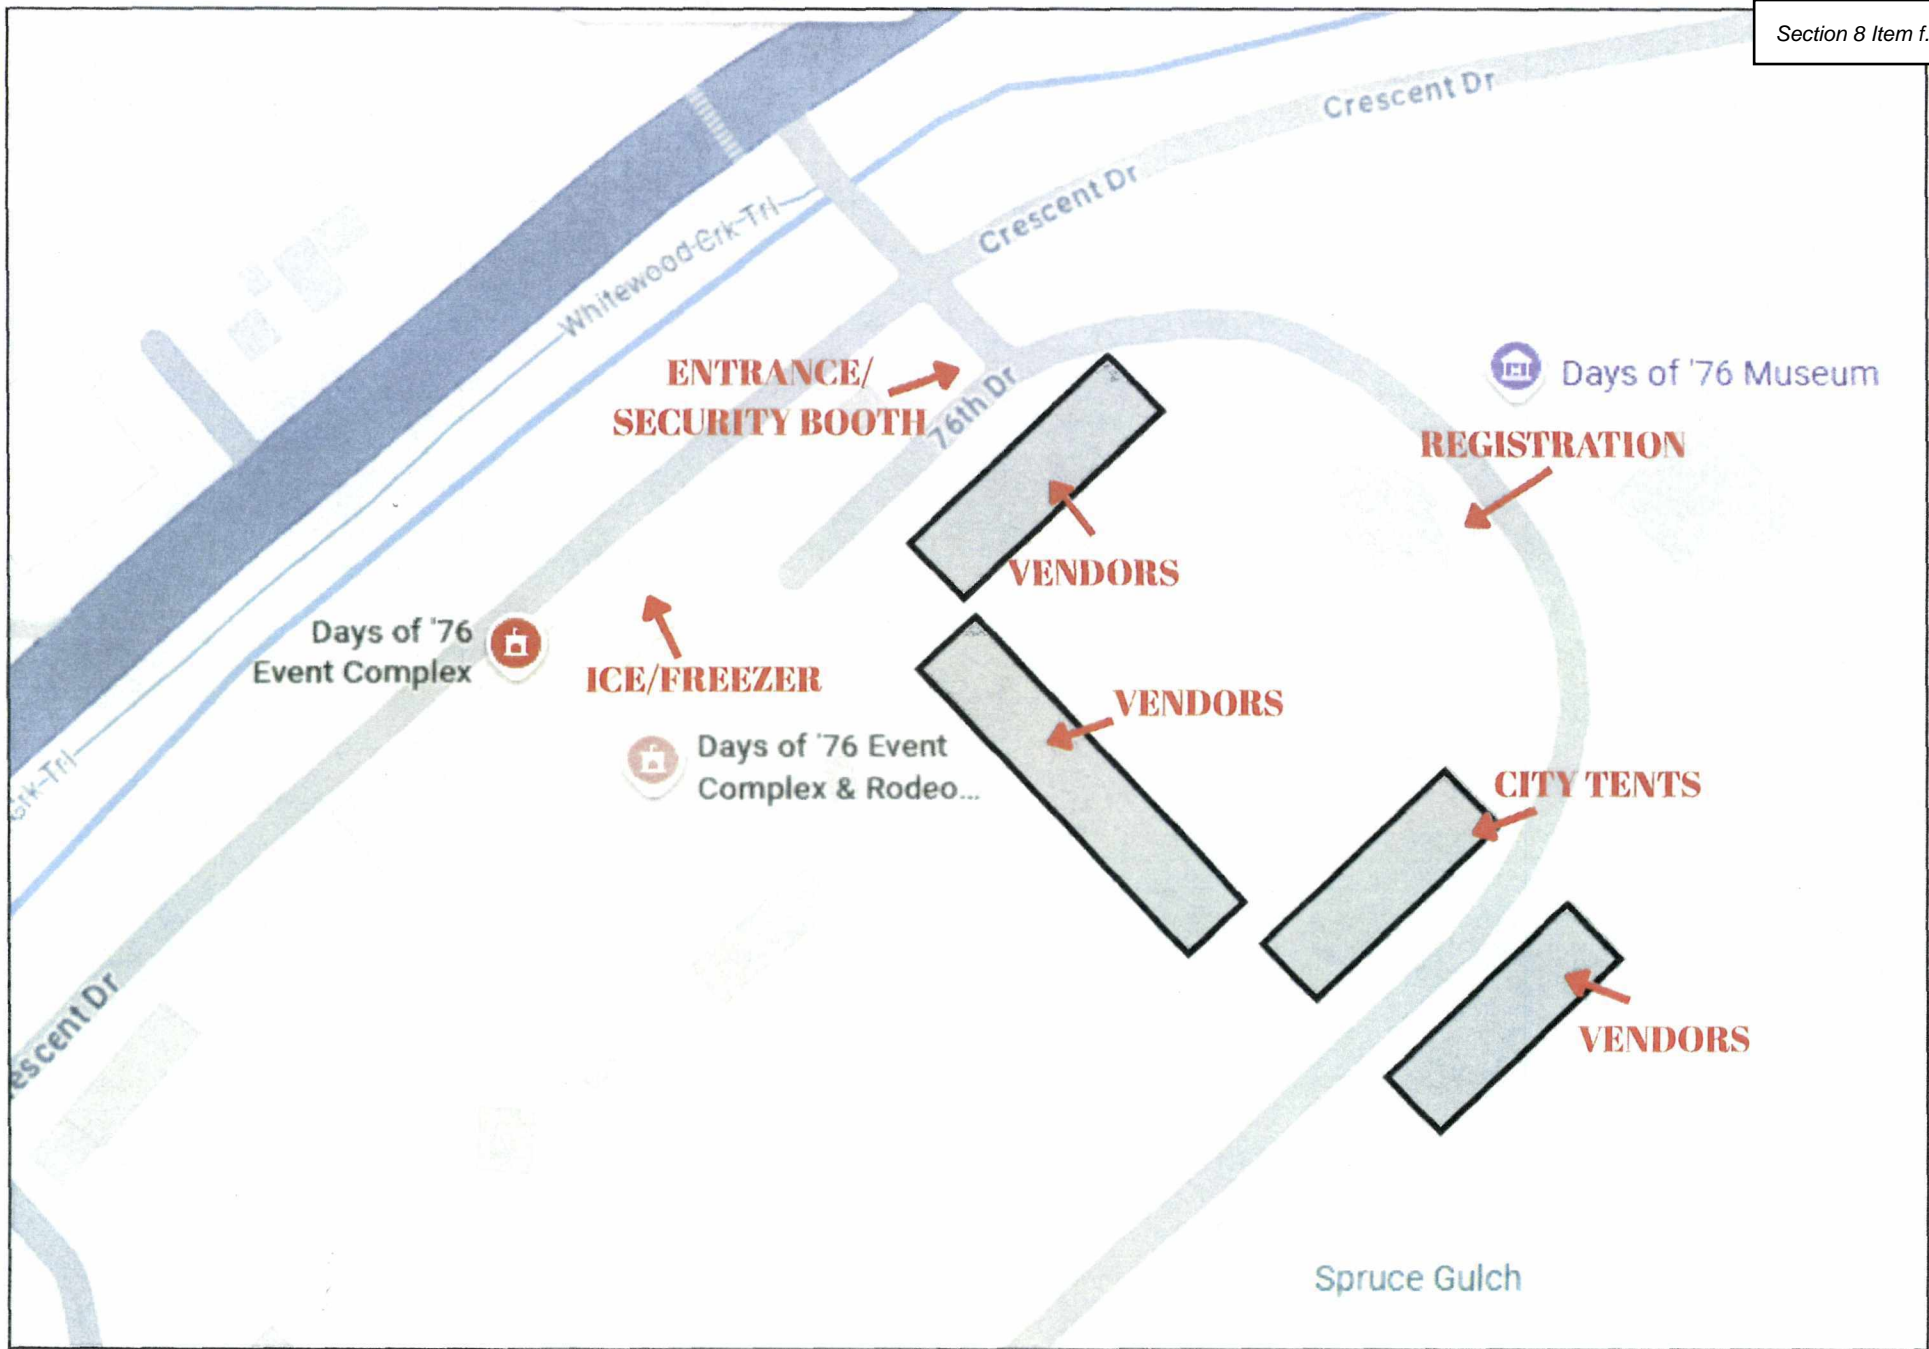 Section 8 Item f.
Crescent Dr
Crescent Dr
Whitewood-Crk-Trl
ENTRANCE/
SECURITY BOOTH
76th Dr
Days of '76 Museum
REGISTRATION
VENDORS
Days of '76
Event Complex
ICE/FREEZER
VENDORS
Days of '76 Event
Complex & Rodeo...
CITY TENTS
Crk-Trl
escent Dr
VENDORS
Spruce Gulch